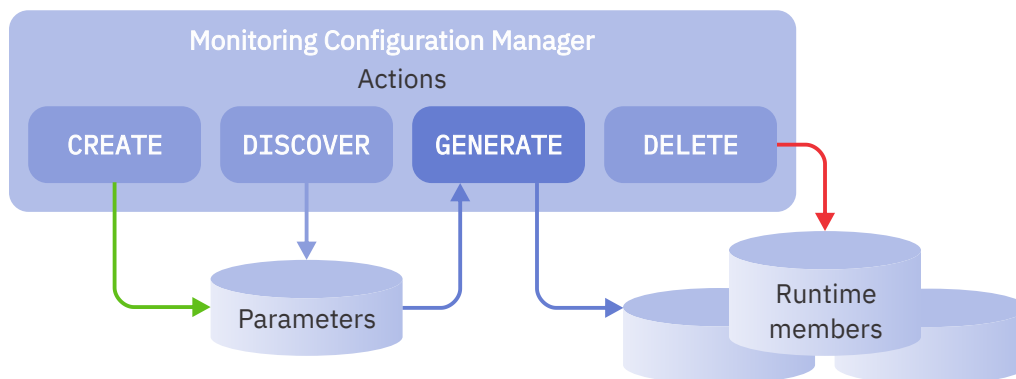 Monitoring Configuration Manager
Actions
CREATE
DISCOVER
GENERATE
DELETE
Parameters
Runtime
members